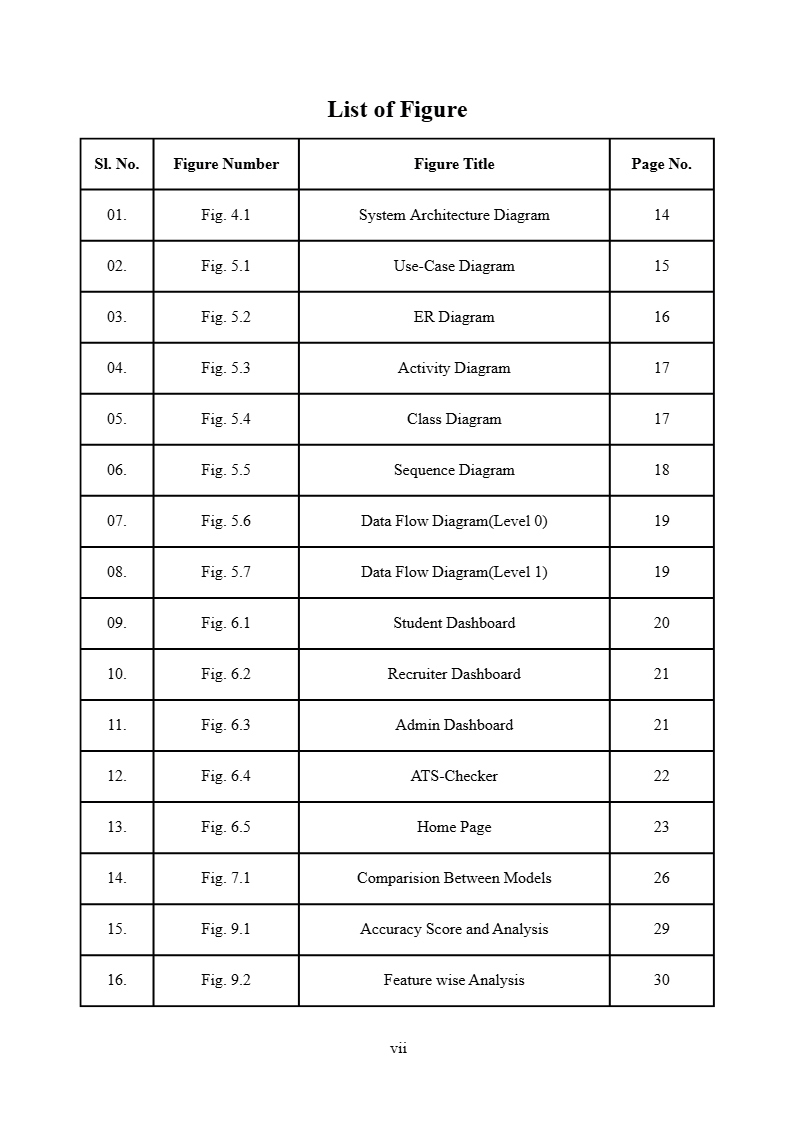 List of Figure
Sl. No. Figure Number Figure Title Page No.
01. Fig. 4.1 System Architecture Diagram 14
02. Fig. 5.1 Use-Case Diagram 15
03. Fig. 5.2 ER Diagram 16
04. Fig. 5.3 Activity Diagram 17
05. Fig. 5.4 Class Diagram 17
06. Fig. 5.5 Sequence Diagram 18
07. Fig. 5.6 Data Flow Diagram(Level 0) 19
08. Fig. 5.7 Data Flow Diagram(Level 1) 19
09. Fig. 6.1 Student Dashboard 20
10. Fig. 6.2 Recruiter Dashboard 21
11. Fig. 6.3 Admin Dashboard 21
12. Fig. 6.4 ATS-Checker 22
13. Fig. 6.5 Home Page 23
14. Fig. 7.1 Comparision Between Models 26
15. Fig. 9.1 Accuracy Score and Analysis 29
16. Fig. 9.2 Feature wise Analysis 30
vii